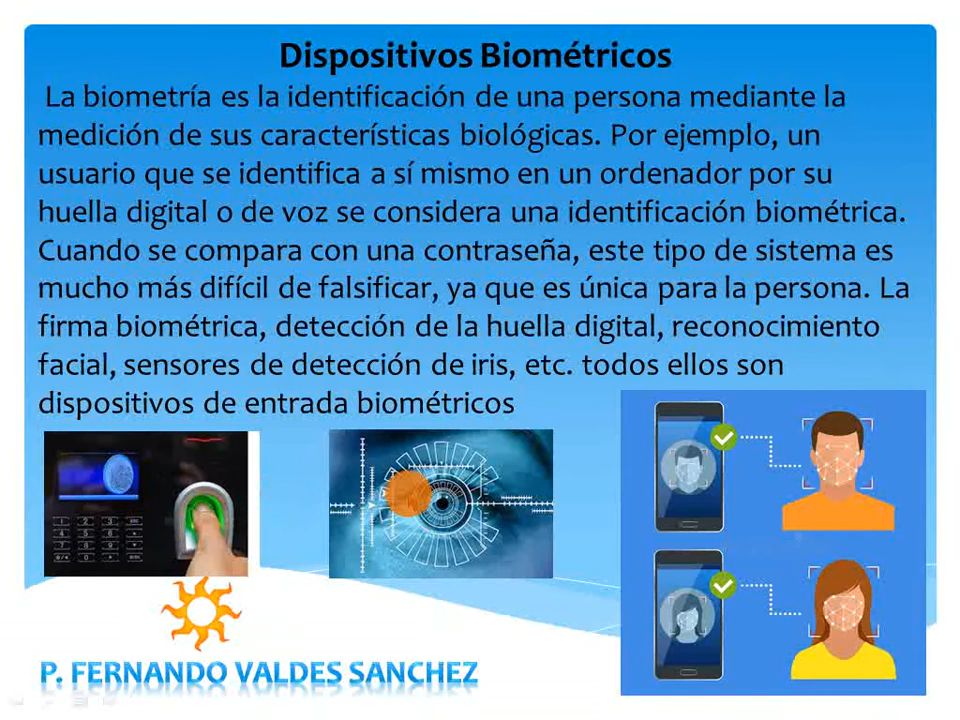 Dispositivos Biométricos
La biometría es la identificación de una persona mediante la
medición de sus características biológicas. Por ejemplo, un
usuario que se identifica a sí mismo en un ordenador por su
huella digital o de voz se considera una identificación biométrica.
Cuando se compara con una contraseña, este tipo de sistema es
mucho más difícil de falsificar, ya que es única para la persona. La
firma biométrica, detección de la huella digital, reconocimiento
facial, sensores de detección de iris, etc. todos ellos son
dispositivos de entrada biométricos
P. FERNANDO VALDES SANCHEZ